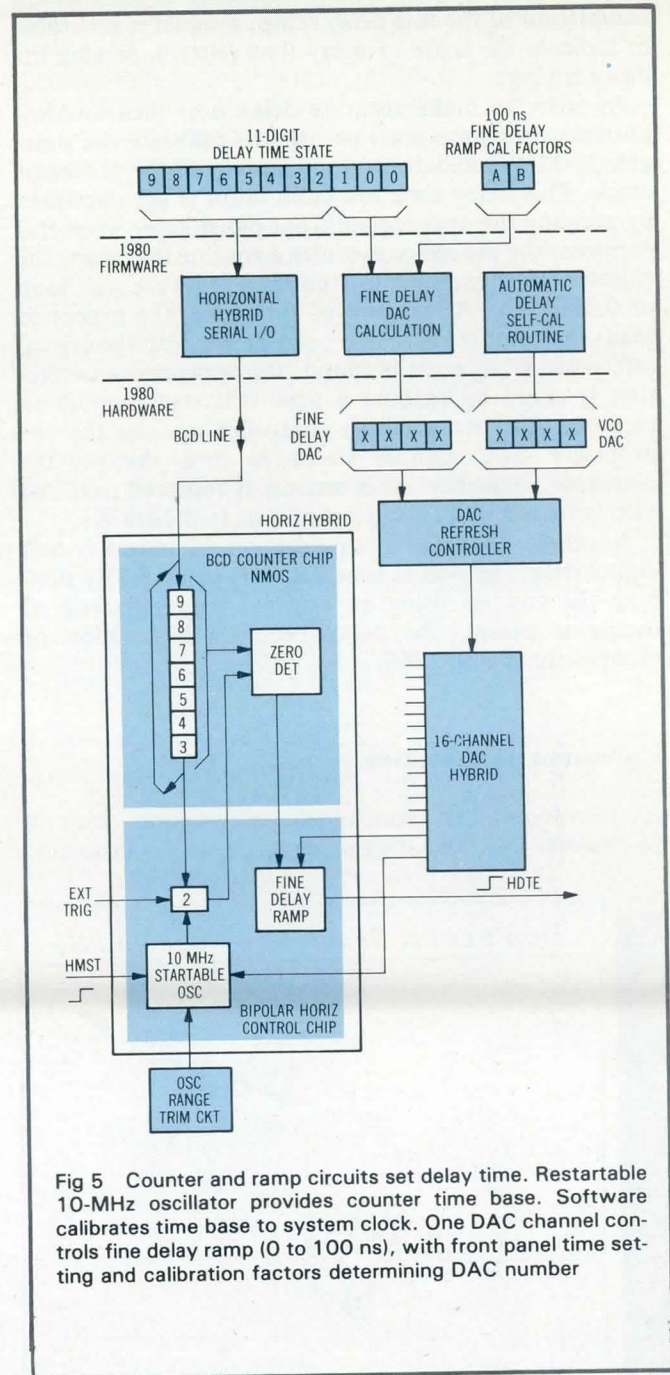 11-DIGIT
DELAY TIME STATE
100 ns
FINE DELAY
RAMP CAL FACTORS
9 8 7 6 5 4 3 2 1 0 0
A B
1980
FIRMWARE
HORIZONTAL
HYBRID
SERIAL I/O
FINE DELAY
DAC
CALCULATION
AUTOMATIC
DELAY
SELF-CAL
ROUTINE
1980
HARDWARE
BCD LINE
FINE
DELAY
DAC
X X X X
X X X X
VCO
DAC
HORIZ HYBRID
DAC
REFRESH
CONTROLLER
BCD COUNTER CHIP
NMOS
9
8
7
6
5
4
3
ZERO
DET
16-CHANNEL
DAC
HYBRID
EXT
TRIG
2
FINE
DELAY
RAMP
HDTE
HMST
10 MHz
STARTABLE
OSC
BIPOLAR HORIZ
CONTROL CHIP
OSC
RANGE
TRIM CKT
Fig 5 Counter and ramp circuits set delay time. Restartable
10-MHz oscillator provides counter time base. Software
calibrates time base to system clock. One DAC channel con-
trols fine delay ramp (0 to 100 ns), with front panel time set-
ting and calibration factors determining DAC number